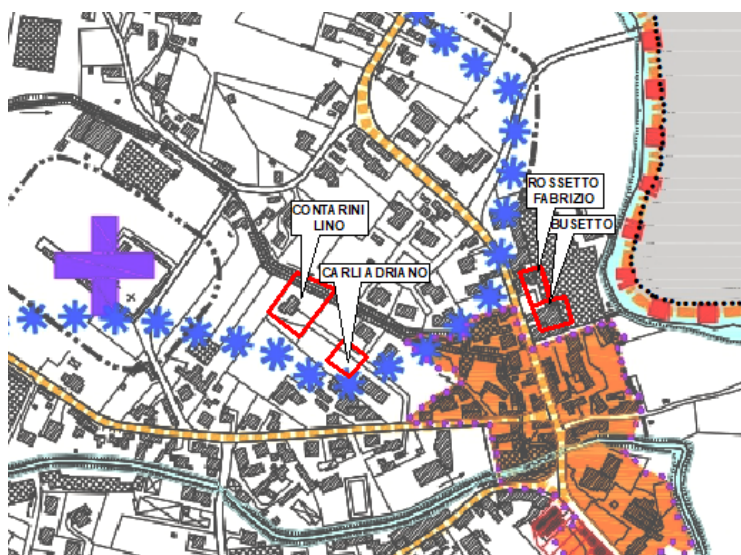 ROSSETTO
FABRIZIO
BUSETTO
CONTARINI
LINO
CARLI ADRIANO